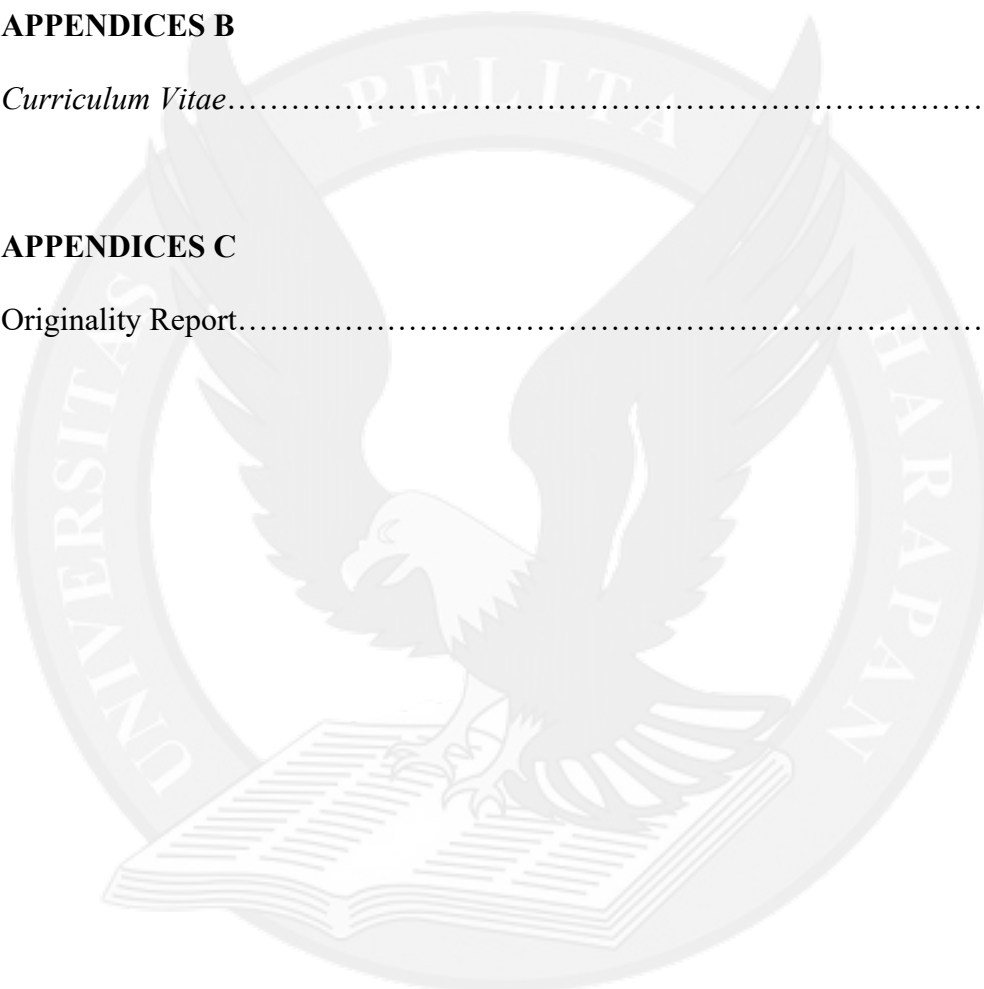 APPENDICES B
Curriculum Vitae……………………………………………………………
APPENDICES C
Originality Report……………………………………………………………
UNIVERSITAS PELITA HARAPAN